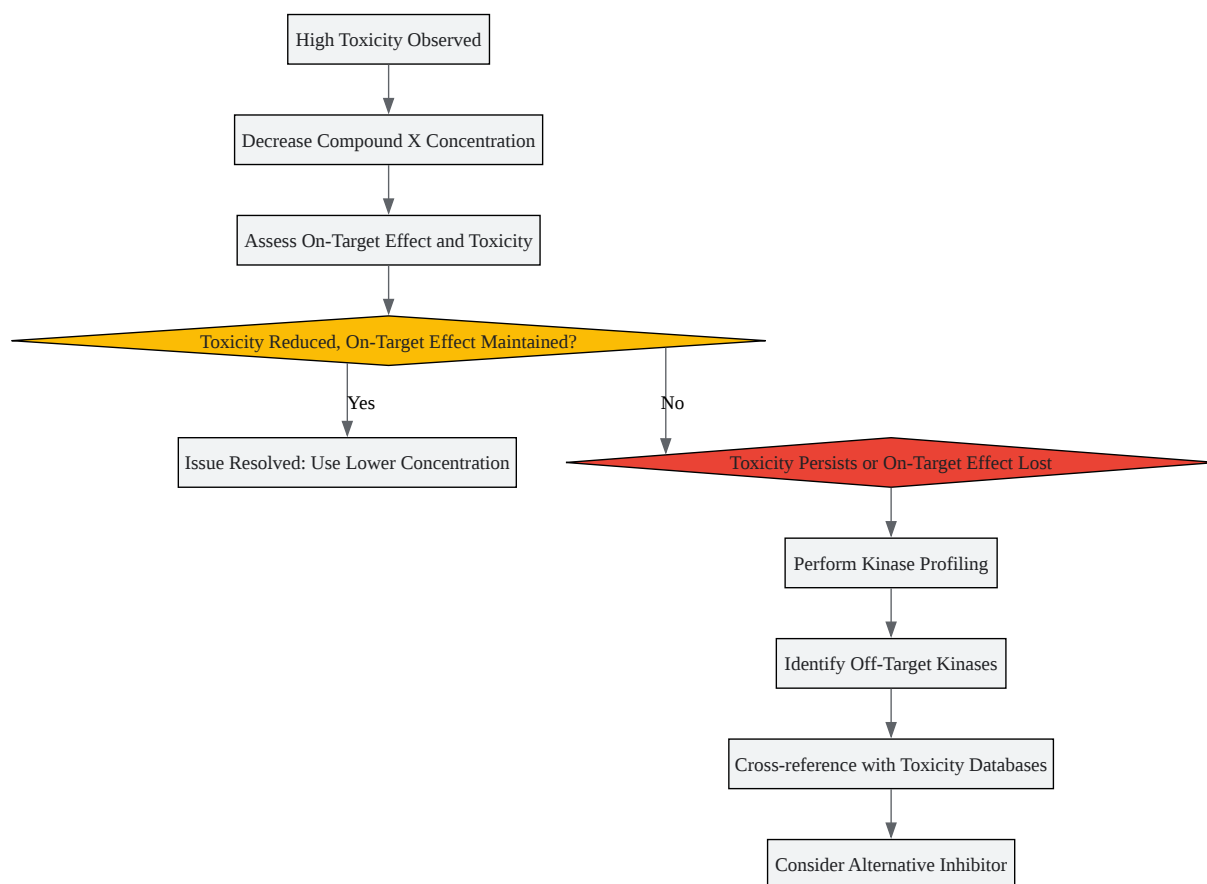 High Toxicity Observed
Decrease Compound X Concentration
Assess On-Target Effect and Toxicity
Toxicity Reduced, On-Target Effect Maintained?
Yes
No
Issue Resolved: Use Lower Concentration
Toxicity Persists or On-Target Effect Lost
Perform Kinase Profiling
Identify Off-Target Kinases
Cross-reference with Toxicity Databases
Consider Alternative Inhibitor